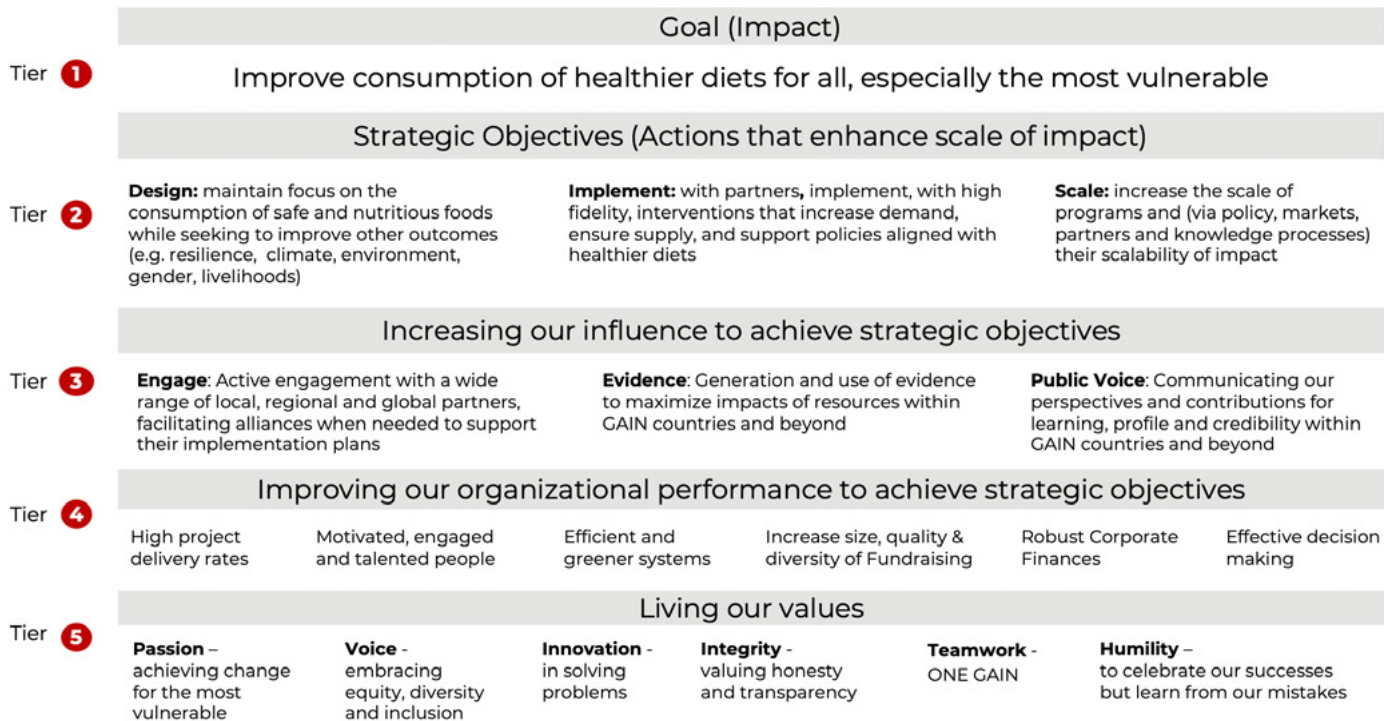 Goal (Impact)
Tier 1
Improve consumption of healthier diets for all, especially the most vulnerable
Strategic Objectives (Actions that enhance scale of impact)
Tier 2
Design: maintain focus on the
consumption of safe and nutritious foods
while seeking to improve other outcomes
(e.g. resilience, climate, environment,
gender, livelihoods)
Implement: with partners, implement, with high
fidelity, interventions that increase demand,
ensure supply, and support policies aligned with
healthier diets
Scale: increase the scale of
programs and (via policy, markets,
partners and knowledge processes)
their scalability of impact
Increasing our influence to achieve strategic objectives
Tier 3
Engage: Active engagement with a wide
range of local, regional and global partners,
facilitating alliances when needed to support
their implementation plans
Evidence: Generation and use of evidence
to maximize impacts of resources within
GAIN countries and beyond
Public Voice: Communicating our
perspectives and contributions for
learning, profile and credibility within
GAIN countries and beyond
Improving our organizational performance to achieve strategic objectives
Tier 4
High project
delivery rates
Motivated, engaged
and talented people
Efficient and
greener systems
Increase size, quality &
diversity of Fundraising
Robust Corporate
Finances
Effective decision
making
Living our values
Tier 5
Passion –
achieving change
for the most
vulnerable
Voice -
embracing
equity, diversity
and inclusion
Innovation -
in solving
problems
Integrity -
valuing honesty
and transparency
Teamwork -
ONE GAIN
Humility –
to celebrate our successes
but learn from our mistakes